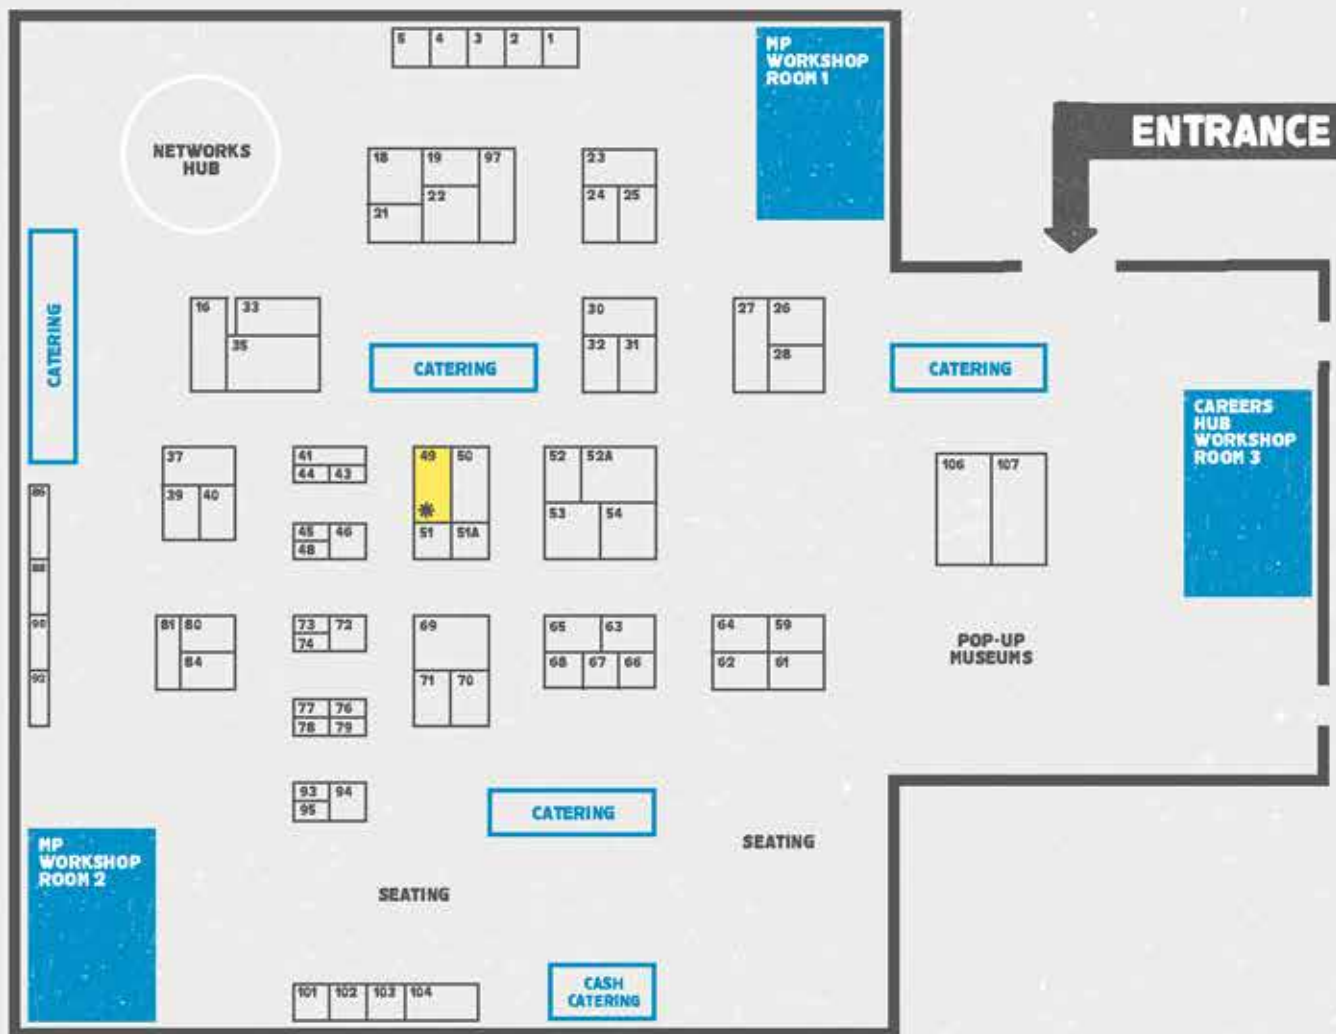 5 4 3 2 1
MP
WORKSHOP
ROOM 1
ENTRANCE
NETWORKS
HUB
18 19 97
21 22
23
24 25
CATERING
16 33
35
30
32 31
27 26
28
CATERING
CATERING
CAREERS
HUB
WORKSHOP
ROOM 3
37
39 40
41
44 43
49 50
51 51A
52 52A
53 54
106 107
86
88
90
92
45 46
48
81 80
84
73 72
74
69
71 70
65 63
68 67 66
64 59
62 61
POP-UP
MUSEUMS
77 76
78 79
93 94
95
CATERING
SEATING
MP
WORKSHOP
ROOM 2
SEATING
101 102 103 104
CASH
CATERING